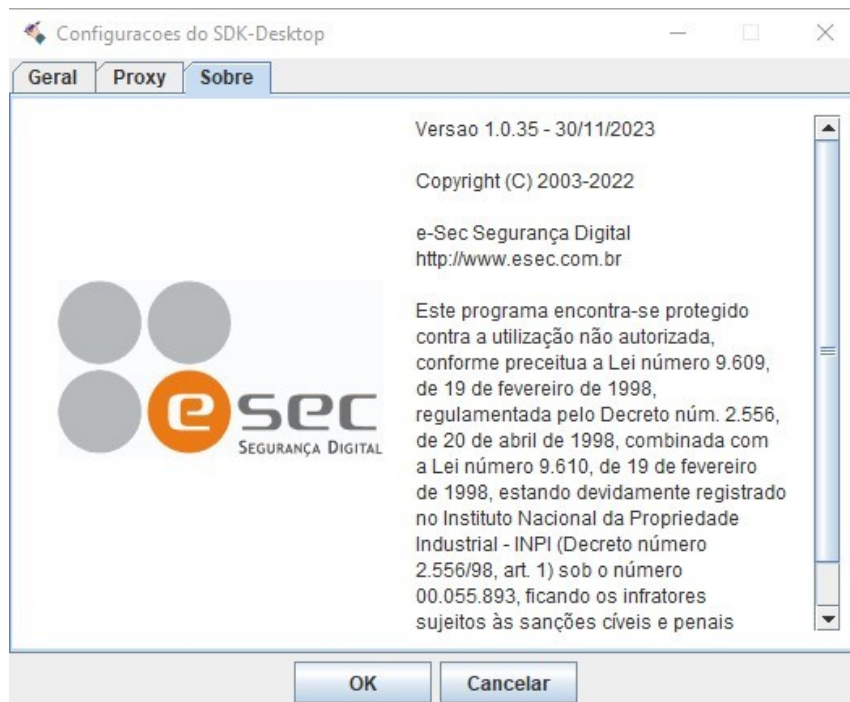 Configuracoes do SDK-Desktop
Geral Proxy Sobre
Versao 1.0.35 - 30/11/2023
Copyright (C) 2003-2022
e-Sec Segurança Digital
http://www.esec.com.br
Este programa encontra-se protegido
contra a utilização não autorizada,
conforme preceitua a Lei número 9.609,
de 19 de fevereiro de 1998,
regulamentada pelo Decreto núm. 2.556,
de 20 de abril de 1998, combinada com
a Lei número 9.610, de 19 de fevereiro
de 1998, estando devidamente registrado
no Instituto Nacional da Propriedade
Industrial - INPI (Decreto número
2.556/98, art. 1) sob o número
00.055.893, ficando os infratores
sujeitos às sanções cíveis e penais
esec
SEGURANÇA DIGITAL
OK Cancelar